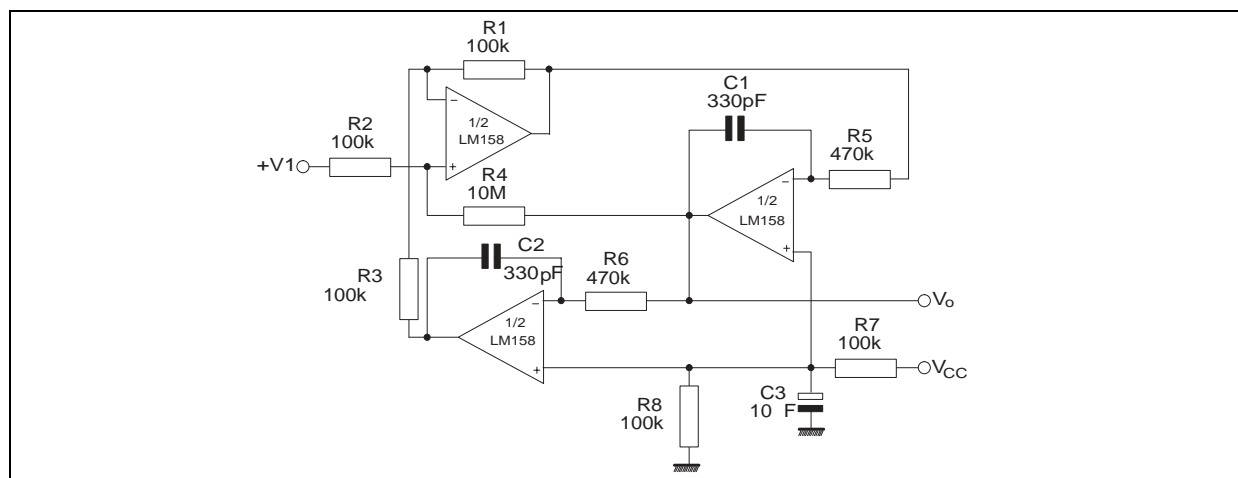 R1
100k
C1
330pF
R2
100k
1/2
LM158
R5
470k
+V1
R4
10M
1/2
LM158
C2
330pF
R6
470k
R3
100k
1/2
LM158
Vo
R7
100k
VCC
R8
100k
C3
10 F